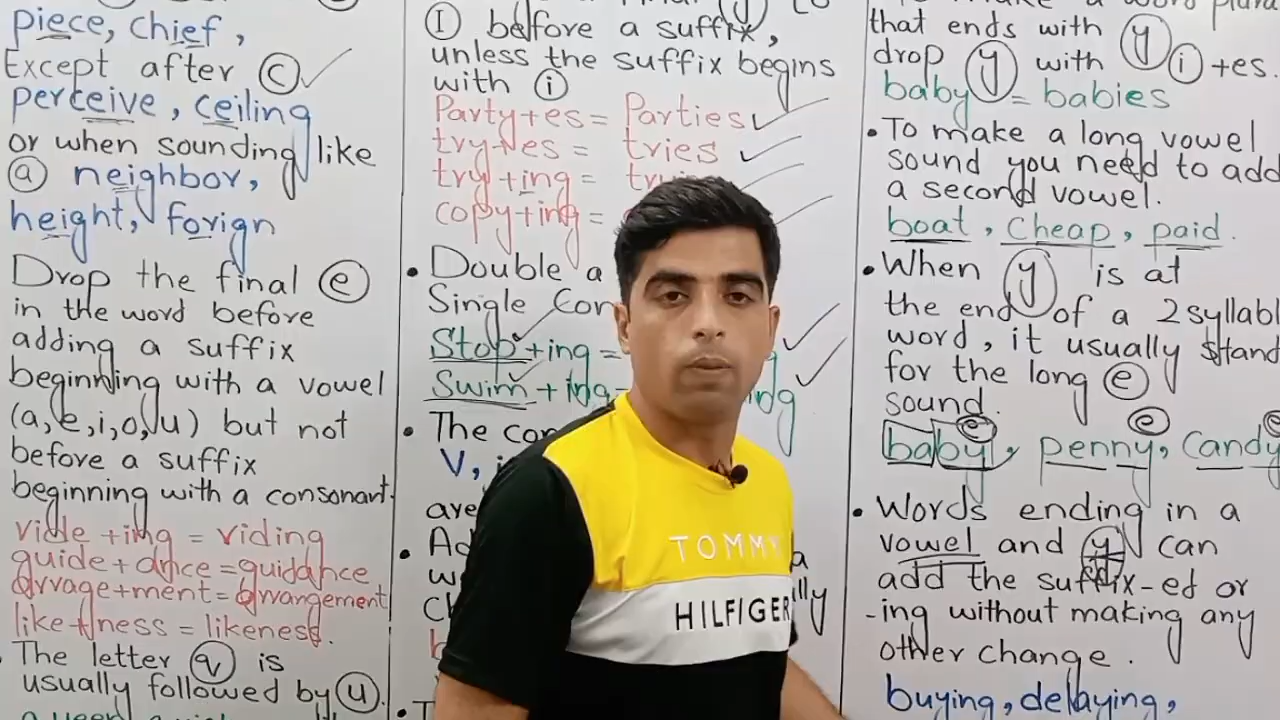 piece, chief,
Except after c
perceive, ceiling
or when sounding like
a neighbor,
height, forign
Drop the final e
in the word before
adding a suffix
beginning with a vowel
(a,e,i,o,u) but not
before a suffix
beginning with a consonant.
ride +ing = riding
guide+ance=guidance
arrage+ment=arrangement
like+ness = likeness.
The letter q is
usually followed by u
y to
I before a suffix,
unless the suffix begins
with i
Party+es= Parties
try+es = tries
try+ing =
copy+ing =
• Double a
Single
Stop+ing =
Swim+ing
• The
V,
are
•
a word
that ends with y
drop y with i +es.
baby = babies
• To make a long vowel
sound you need to add
a second vowel.
boat, Cheap, paid.
• When y is at
the end of a 2 syllabl
word, it usually stand
for the long e
sound.
e e e
baby, penny, Candy
• Words ending in a
vowel and y can
add the suffix-ed or
-ing without making any
other change.
buying, delaying,
TOMMY
HILFIGER